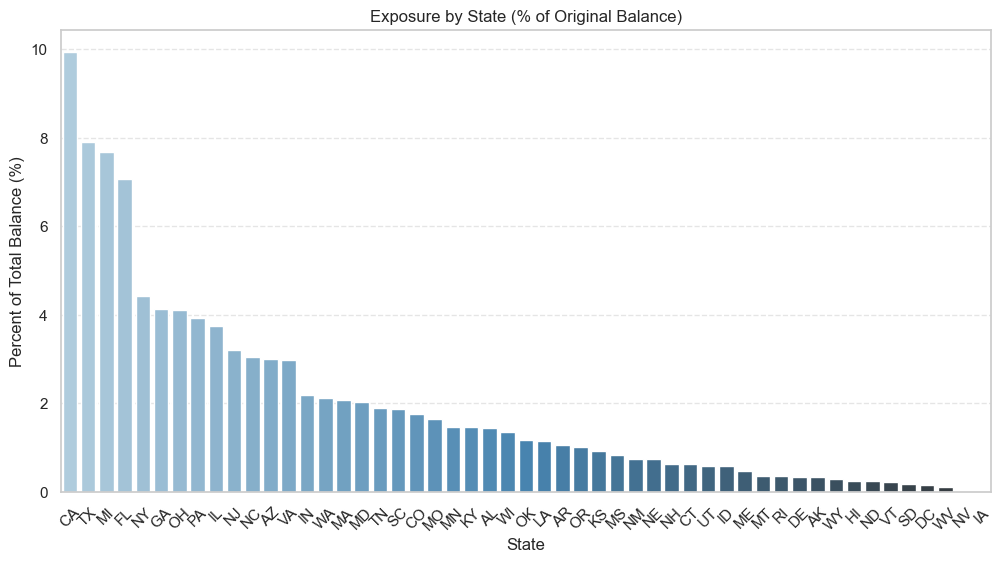 Exposure by State (% of Original Balance)
Percent of Total Balance (%)
10
8
6
4
2
0
CA TX MI FL NY GA OH PA IL NJ NC AZ VA IN WA MA MD TN SC CO MO MN KY AL WI OK LA AR OR KS MS NM NE NH CT UT ID ME MT RI DE AK WY HI ND VT SD DC WV NV IA
State